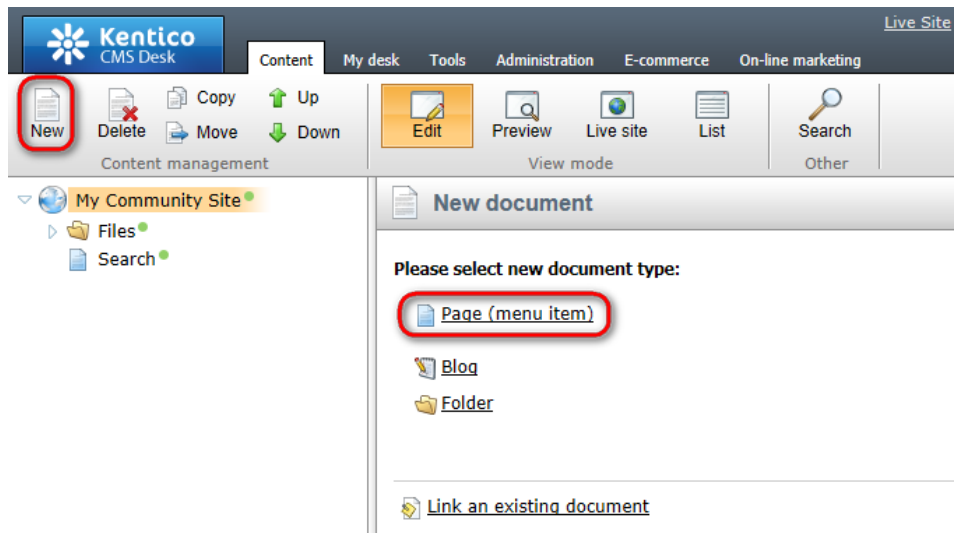 Live Site
Kentico
CMS Desk
Content My desk Tools Administration E-commerce On-line marketing
New Delete Copy Move Up Down
Content management
Edit Preview Live site List
View mode
Search
Other
My Community Site
Files
Search
New document
Please select new document type:
Page (menu item)
Blog
Folder
Link an existing document